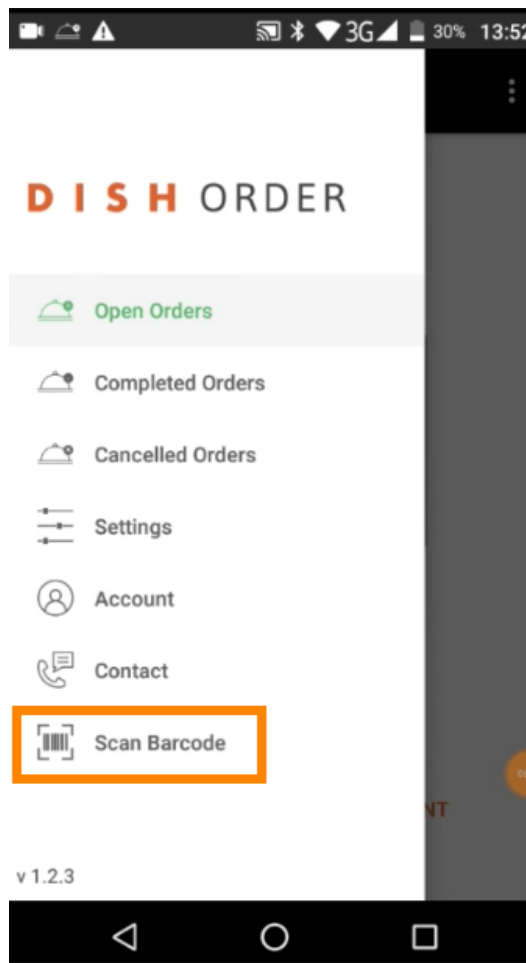 3G 30% 13:52
DISH ORDER
Open Orders
Completed Orders
Cancelled Orders
Settings
Account
Contact
Scan Barcode
NT
v 1.2.3